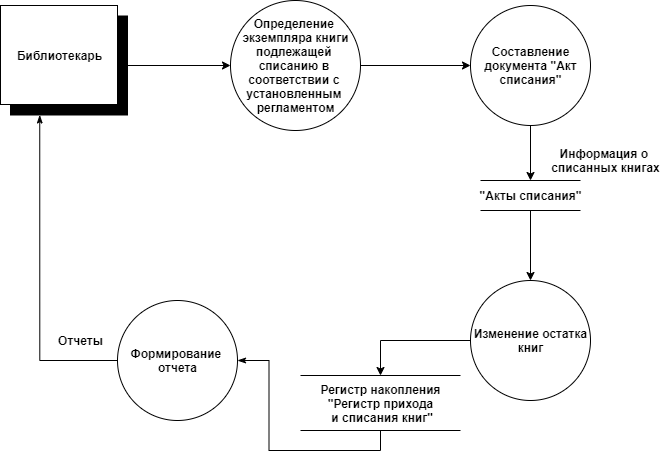 Библиотекарь
Определение
экземпляра книги
подлежащей
списанию в
соответствии с
установленным
регламентом
Составление
документа "Акт
списания"
Информация о
списанных книгах
"Акты списания"
Изменение остатка
книг
Регистр накопления
"Регистр прихода
и списания книг"
Формирование
отчета
Отчеты